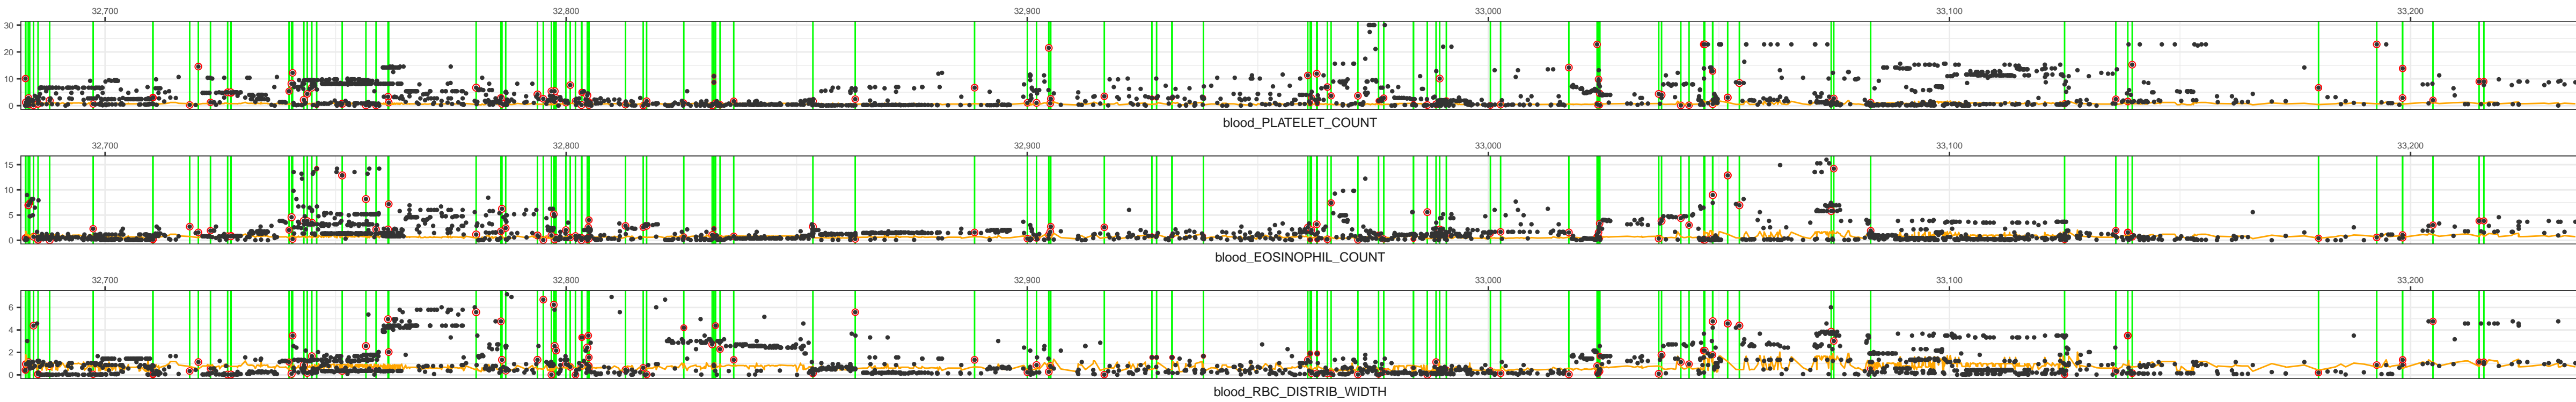 32,700 32,800 32,900 33,000 33,100 33,200
30
20
10
0
blood_PLATELET_COUNT
32,700 32,800 32,900 33,000 33,100 33,200
15
10
5
0
blood_EOSINOPHIL_COUNT
32,700 32,800 32,900 33,000 33,100 33,200
6
4
2
0
blood_RBC_DISTRIB_WIDTH